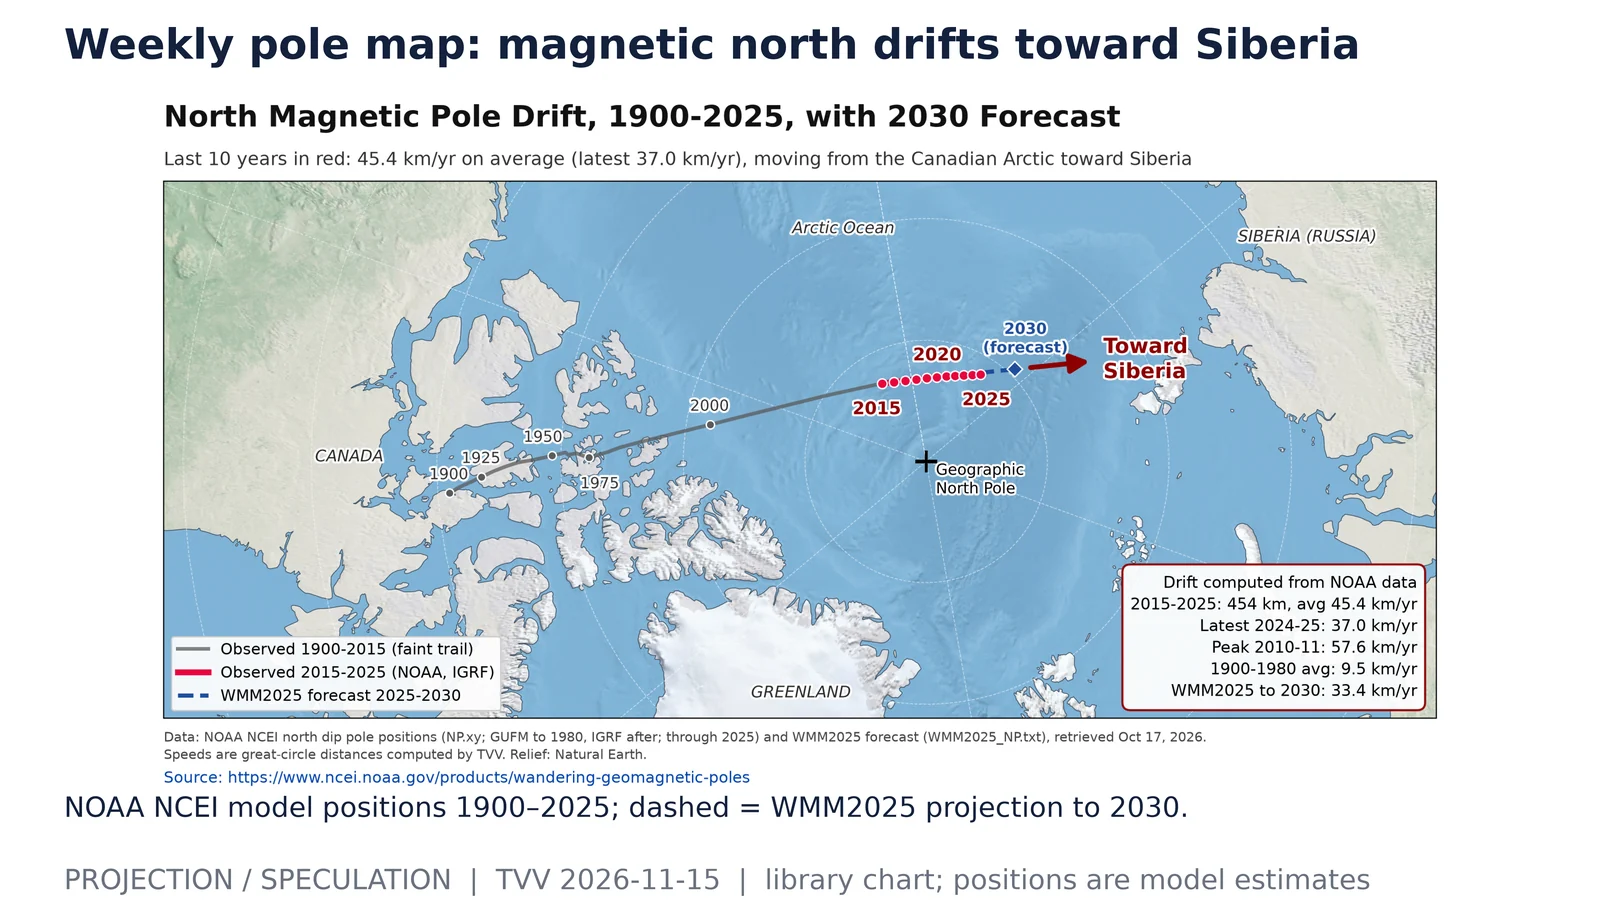 Weekly pole map: magnetic north drifts toward Siberia
North Magnetic Pole Drift, 1900-2025, with 2030 Forecast
Last 10 years in red: 45.4 km/yr on average (latest 37.0 km/yr), moving from the Canadian Arctic toward Siberia
Arctic Ocean
SIBERIA (RUSSIA)
2030
(forecast)
2020
Toward
Siberia
2015
2025
2000
1950
1925
1900
1975
CANADA
Geographic
North Pole
GREENLAND
Observed 1900-2015 (faint trail)
Observed 2015-2025 (NOAA, IGRF)
WMM2025 forecast 2025-2030
Drift computed from NOAA data
2015-2025: 454 km, avg 45.4 km/yr
Latest 2024-25: 37.0 km/yr
Peak 2010-11: 57.6 km/yr
1900-1980 avg: 9.5 km/yr
WMM2025 to 2030: 33.4 km/yr
Data: NOAA NCEI north dip pole positions (NP.xy; GUFM to 1980, IGRF after; through 2025) and WMM2025 forecast (WMM2025_NP.txt), retrieved Oct 17, 2026.
Speeds are great-circle distances computed by TVV. Relief: Natural Earth.
Source: https://www.ncei.noaa.gov/products/wandering-geomagnetic-poles
NOAA NCEI model positions 1900–2025; dashed = WMM2025 projection to 2030.
PROJECTION / SPECULATION | TVV 2026-11-15 | library chart; positions are model estimates